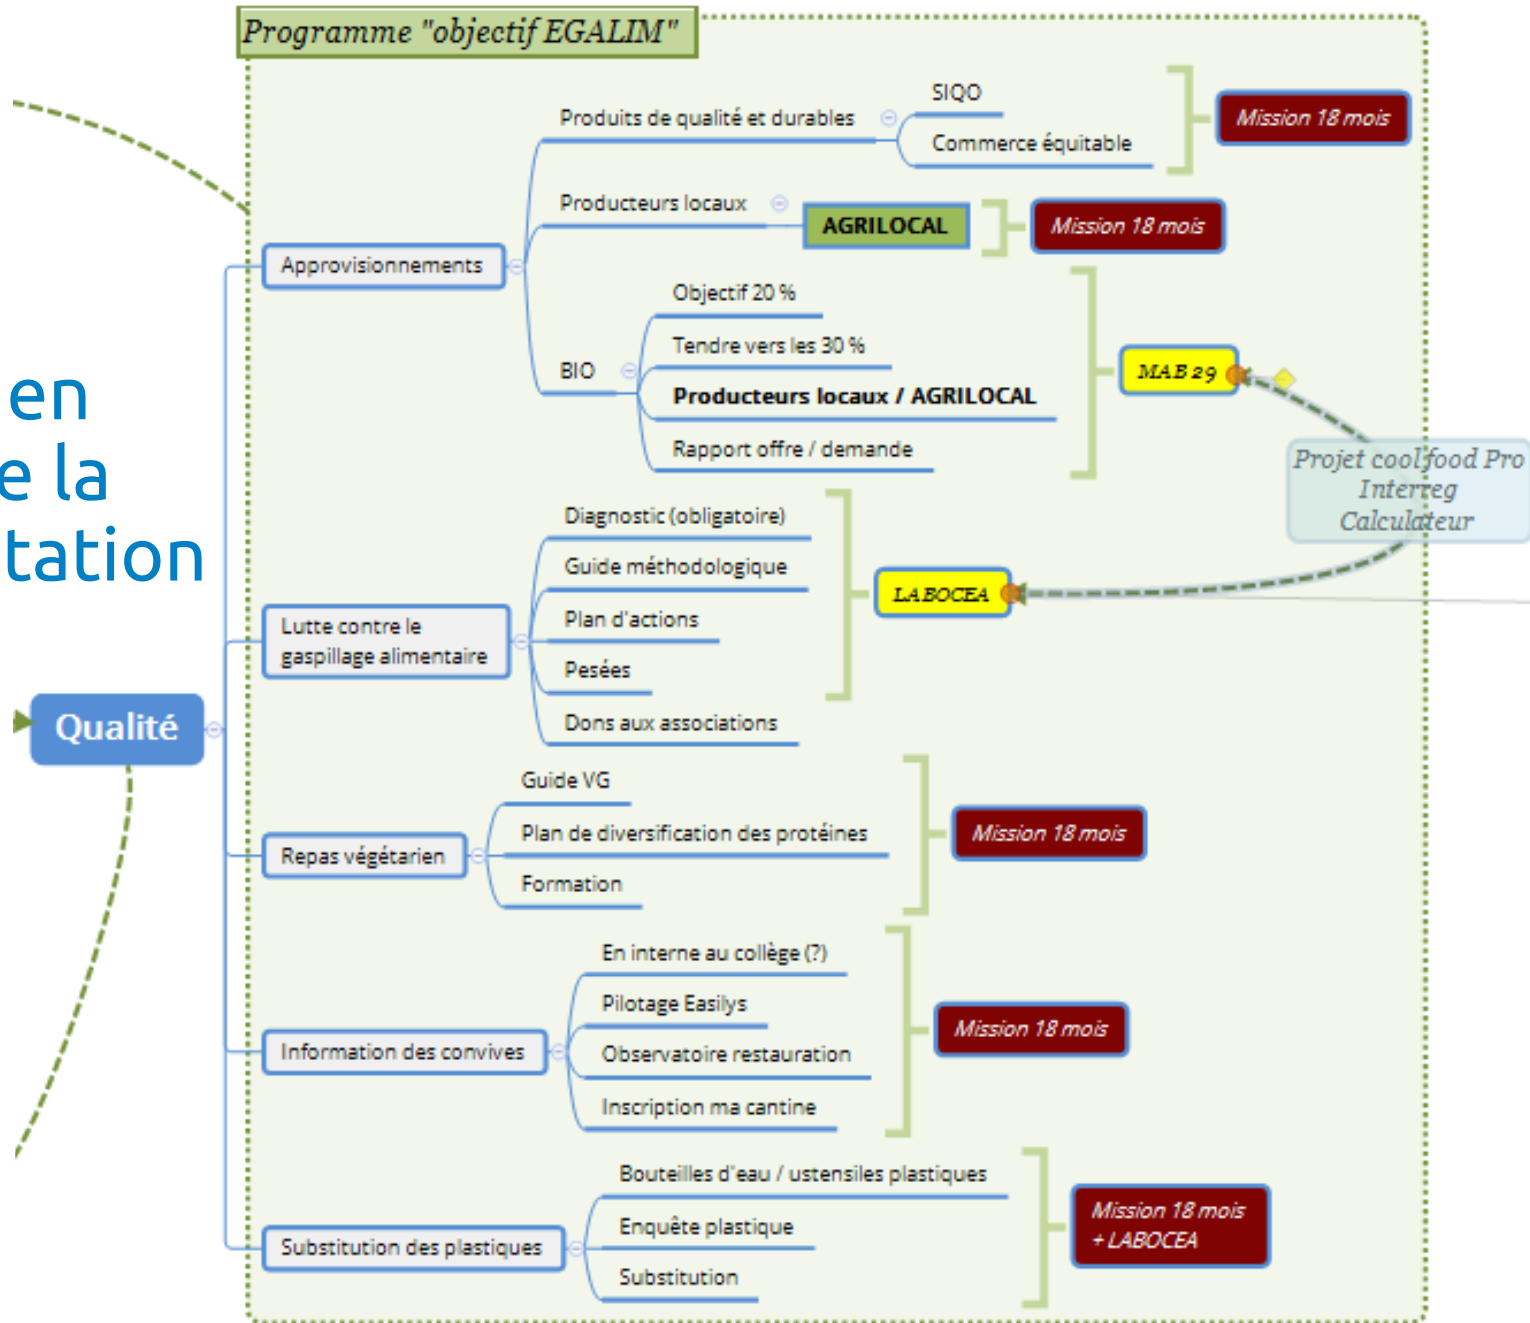 Programme "objectif EGALIM"
SIQO
Produits de qualité et durables
Commerce équitable
Mission 18 mois
Producteurs locaux
AGRILOCAL
Mission 18 mois
Approvisionnements
Objectif 20 %
Tendre vers les 30 %
BIO
Producteurs locaux / AGRILOCAL
Rapport offre / demande
MAB 29
en
e la
tation
Projet cool food Pro
Interreg
Calculateur
Diagnostic (obligatoire)
Guide méthodologique
Plan d'actions
Pesées
Dons aux associations
LABOCEA
Lutte contre le
gaspillage alimentaire
Qualité
Guide VG
Plan de diversification des protéines
Formation
Repas végétarien
Mission 18 mois
En interne au collège (?)
Pilotage Easilys
Observatoire restauration
Inscription ma cantine
Information des convives
Mission 18 mois
Bouteilles d'eau / ustensiles plastiques
Enquête plastique
Substitution
Substitution des plastiques
Mission 18 mois
+ LABOCEA